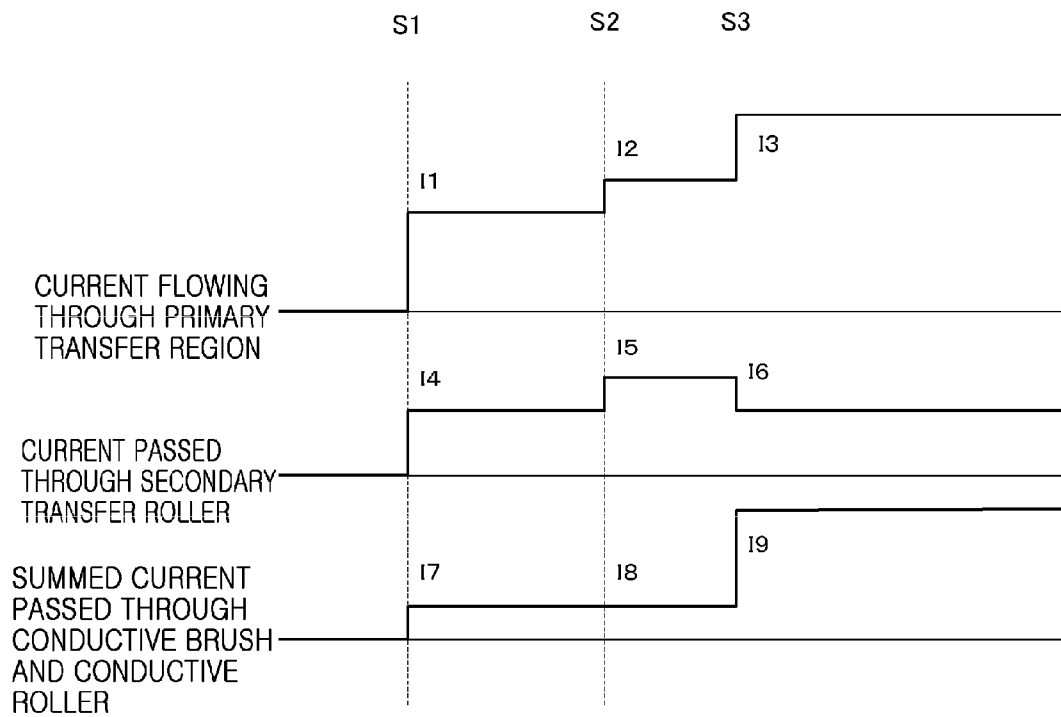 S1 S2 S3
I1
I2
I3
CURRENT FLOWING
THROUGH PRIMARY
TRANSFER REGION
I4
I5
I6
CURRENT PASSED
THROUGH SECONDARY
TRANSFER ROLLER
I7
I8
I9
SUMMED CURRENT
PASSED THROUGH
CONDUCTIVE BRUSH
AND CONDUCTIVE
ROLLER